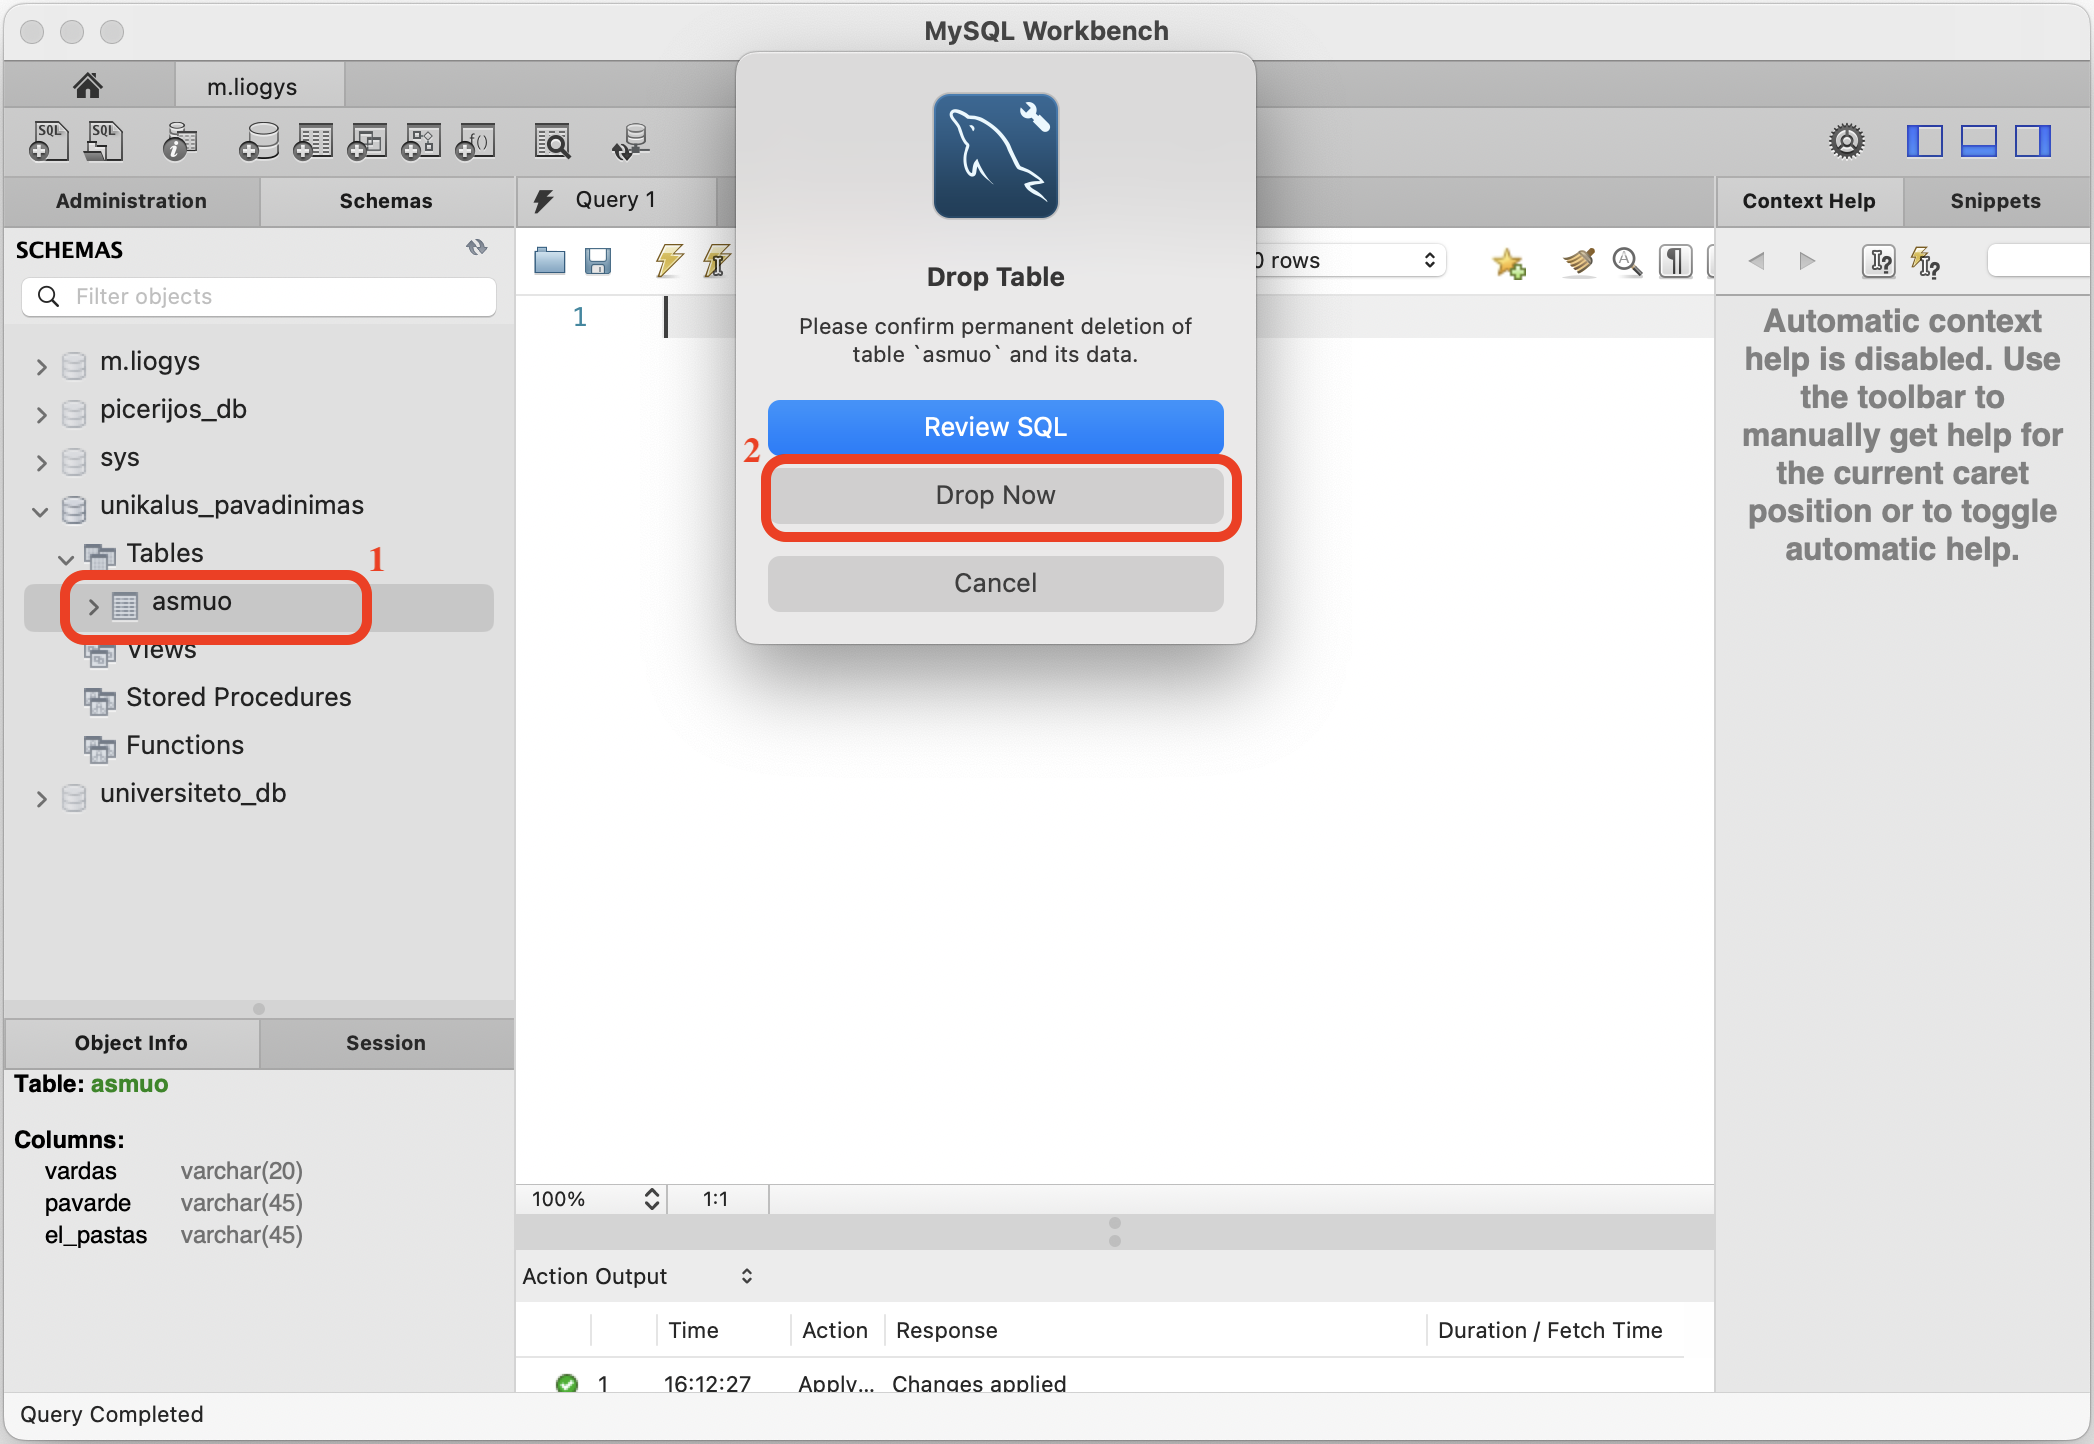 MySQL Workbench
m.liogys
SQL
SQL
Administration
Schemas
SCHEMAS
Filter objects
m.liogys
picerijos_db
sys
unikalus_pavadinimas
Tables
1
asmuo
Views
Stored Procedures
Functions
universiteto_db
Object Info
Session
Table: asmuo
Columns:
vardas varchar(20)
pavarde varchar(45)
el_pastas varchar(45)
Query 1
1
0 rows
Drop Table
Please confirm permanent deletion of
table `asmuo` and its data.
Review SQL
2
Drop Now
Cancel
100%
1:1
Action Output
Time Action Response Duration / Fetch Time
1 16:12:27 Apply... Changes applied
Context Help
Snippets
Automatic context
help is disabled. Use
the toolbar to
manually get help for
the current caret
position or to toggle
automatic help.
Query Completed